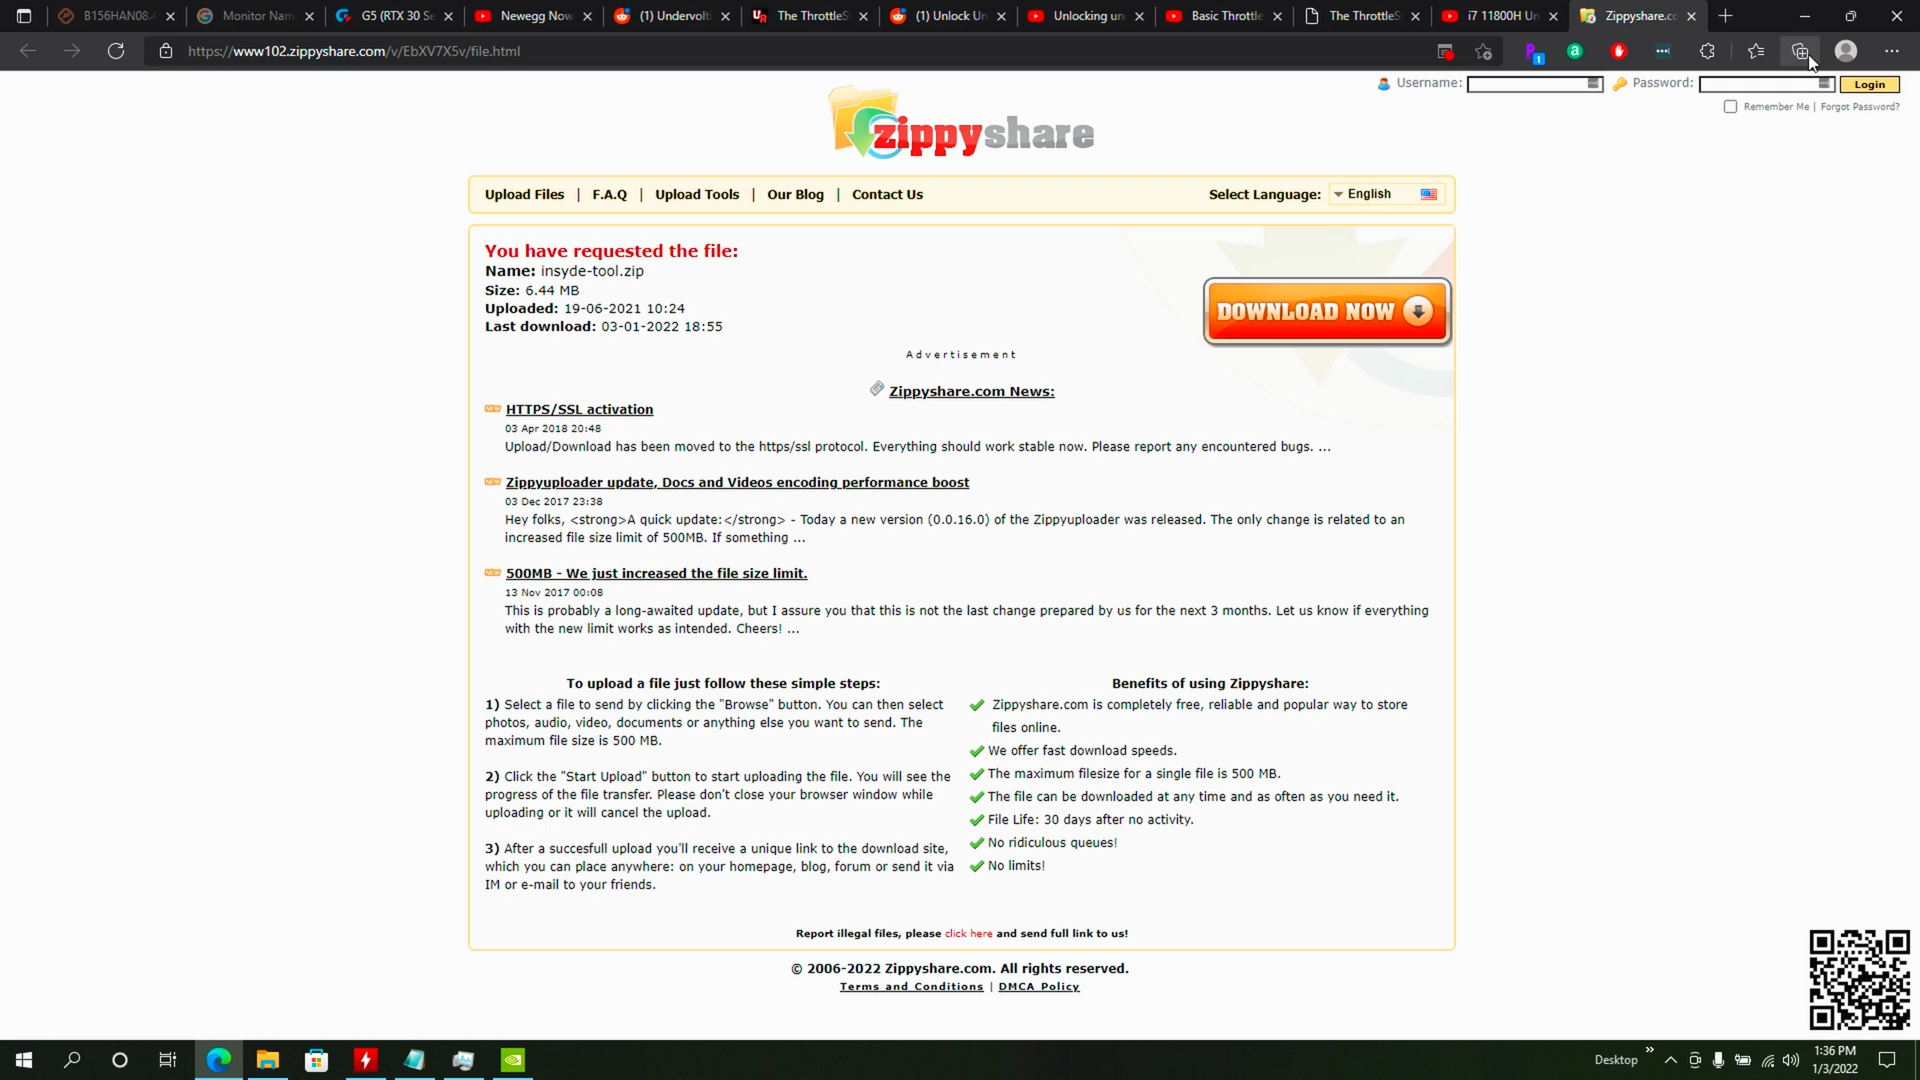 B156HAN08.
Monitor Nam
G5 (RTX 30 Se
Newegg Now
(1) Undervolti
The ThrottleS
(1) Unlock Un
Unlocking un
Basic Throttle
The ThrottleS
i7 11800H Un
Zippyshare.co
https://www102.zippyshare.com/v/EbXV7X5v/file.html
Username:
Password:
Login
Remember Me | Forgot Password?
zippyshare
Upload Files | F.A.Q | Upload Tools | Our Blog | Contact Us
Select Language: English
You have requested the file:
Name: insyde-tool.zip
Size: 6.44 MB
Uploaded: 19-06-2021 10:24
Last download: 03-01-2022 18:55
DOWNLOAD NOW
Advertisement
Zippyshare.com News:
NEW HTTPS/SSL activation
03 Apr 2018 20:48
Upload/Download has been moved to the https/ssl protocol. Everything should work stable now. Please report any encountered bugs. ...
NEW Zippyuploader update, Docs and Videos encoding performance boost
03 Dec 2017 23:38
Hey folks, <strong>A quick update:</strong> - Today a new version (0.0.16.0) of the Zippyuploader was released. The only change is related to an
increased file size limit of 500MB. If something ...
NEW 500MB - We just increased the file size limit.
13 Nov 2017 00:08
This is probably a long-awaited update, but I assure you that this is not the last change prepared by us for the next 3 months. Let us know if everything
with the new limit works as intended. Cheers! ...
To upload a file just follow these simple steps:
1) Select a file to send by clicking the "Browse" button. You can then select
photos, audio, video, documents or anything else you want to send. The
maximum file size is 500 MB.
2) Click the "Start Upload" button to start uploading the file. You will see the
progress of the file transfer. Please don't close your browser window while
uploading or it will cancel the upload.
3) After a succesfull upload you'll receive a unique link to the download site,
which you can place anywhere: on your homepage, blog, forum or send it via
IM or e-mail to your friends.
Benefits of using Zippyshare:
Zippyshare.com is completely free, reliable and popular way to store
files online.
We offer fast download speeds.
The maximum filesize for a single file is 500 MB.
The file can be downloaded at any time and as often as you need it.
File Life: 30 days after no activity.
No ridiculous queues!
No limits!
Report illegal files, please click here and send full link to us!
© 2006-2022 Zippyshare.com. All rights reserved.
Terms and Conditions | DMCA Policy
Desktop
1:36 PM
1/3/2022